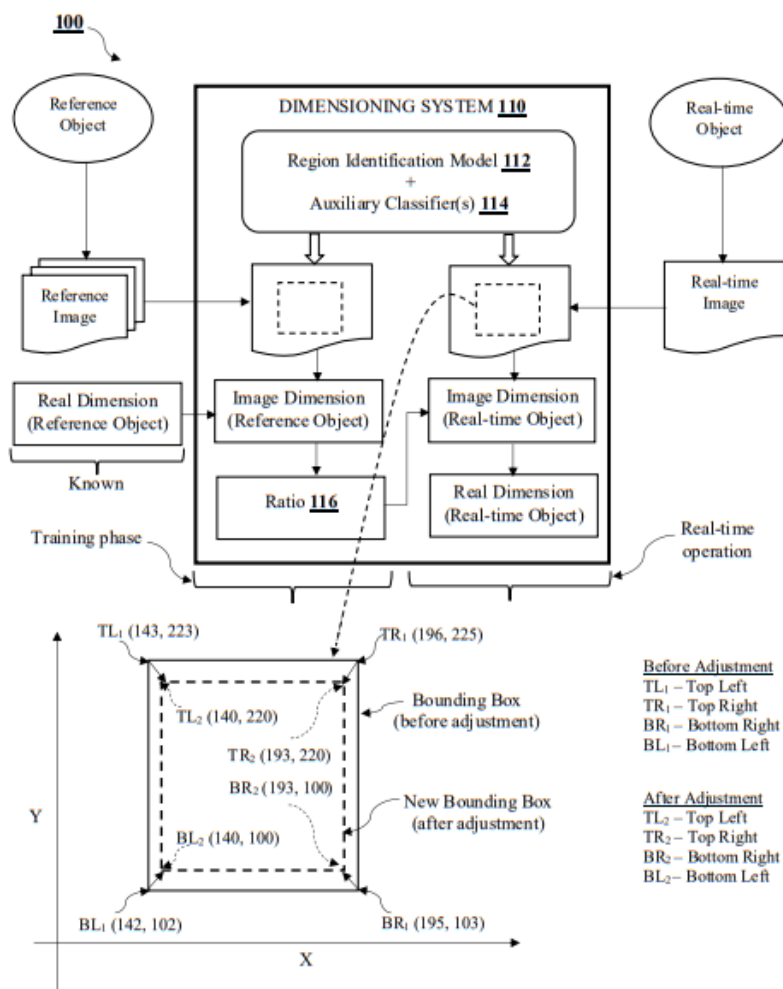 100
Reference
Object
DIMENSIONING SYSTEM 110
Real-time
Object
Region Identification Model 112
+
Auxiliary Classifier(s) 114
Reference
Image
Real-time
Image
Real Dimension
(Reference Object)
Image Dimension
(Reference Object)
Image Dimension
(Real-time Object)
Known
Ratio 116
Real Dimension
(Real-time Object)
Training phase
Real-time
operation
TL1 (143, 223)
TR1 (196, 225)
TL2 (140, 220)
TR2 (193, 220)
BR2 (193, 100)
BL2 (140, 100)
BL1 (142, 102)
BR1 (195, 103)
Bounding Box
(before adjustment)
New Bounding Box
(after adjustment)
Y
X
Before Adjustment
TL1 – Top Left
TR1 – Top Right
BR1 – Bottom Right
BL1 – Bottom Left
After Adjustment
TL2 – Top Left
TR2 – Top Right
BR2 – Bottom Right
BL2 – Bottom Left